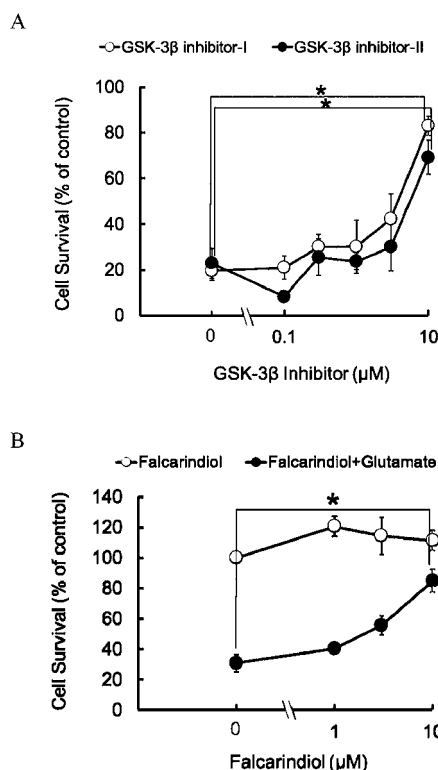 A
GSK-3β inhibitor-I GSK-3β inhibitor-II
*
*
100
80
60
40
20
0
Cell Survival (% of control)
0 0.1 10
GSK-3β Inhibitor (μM)
B
Falcarindiol Falcarindiol+Glutamate
*
140
120
100
80
60
40
20
0
Cell Survival (% of control)
0 1 10
Falcarindiol (μM)